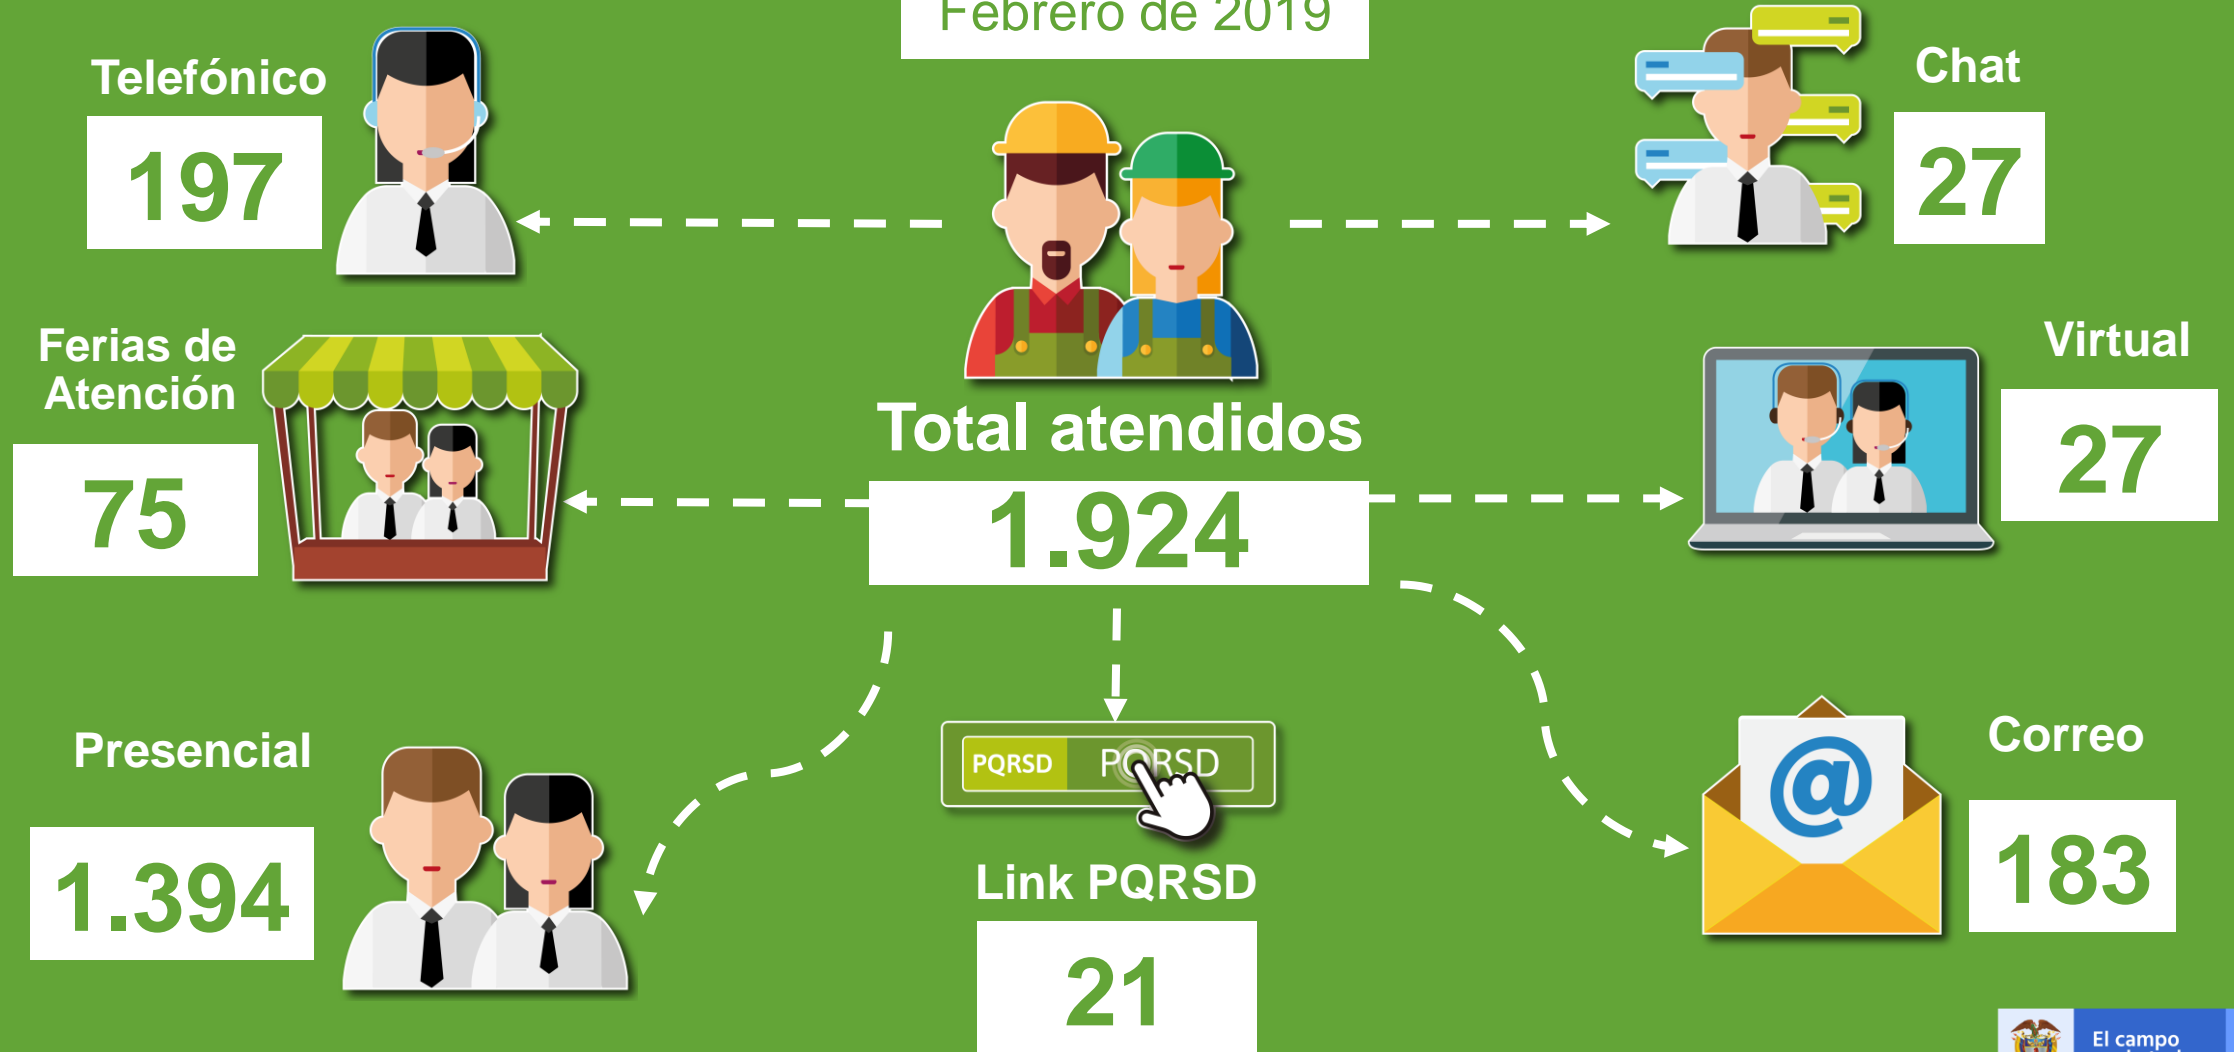 Febrero de 2019
Telefónico
197
Chat
27
Ferias de
Atención
75
Virtual
27
Total atendidos
1.924
Presencial
1.394
PQRSD
PQRSD
Link PQRSD
21
Correo
@
183
El campo